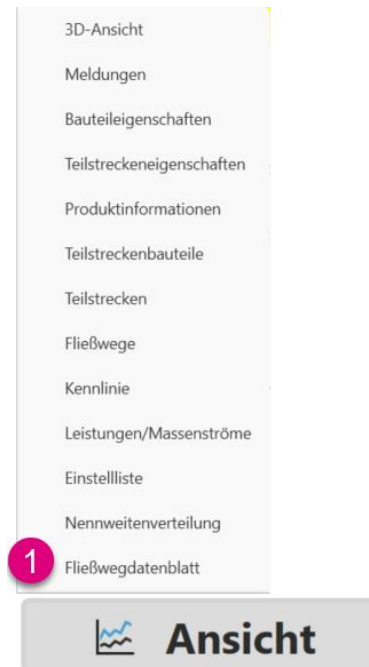 3D-Ansicht
Meldungen
Bauteileigenschaften
Teilstreckeneigenschaften
Produktinformationen
Teilstreckenbauteile
Teilstrecken
Fließwege
Kennlinie
Leistungen/Massenströme
Einstellliste
Nennweitenverteilung
1 Fließwegdatenblatt
Ansicht